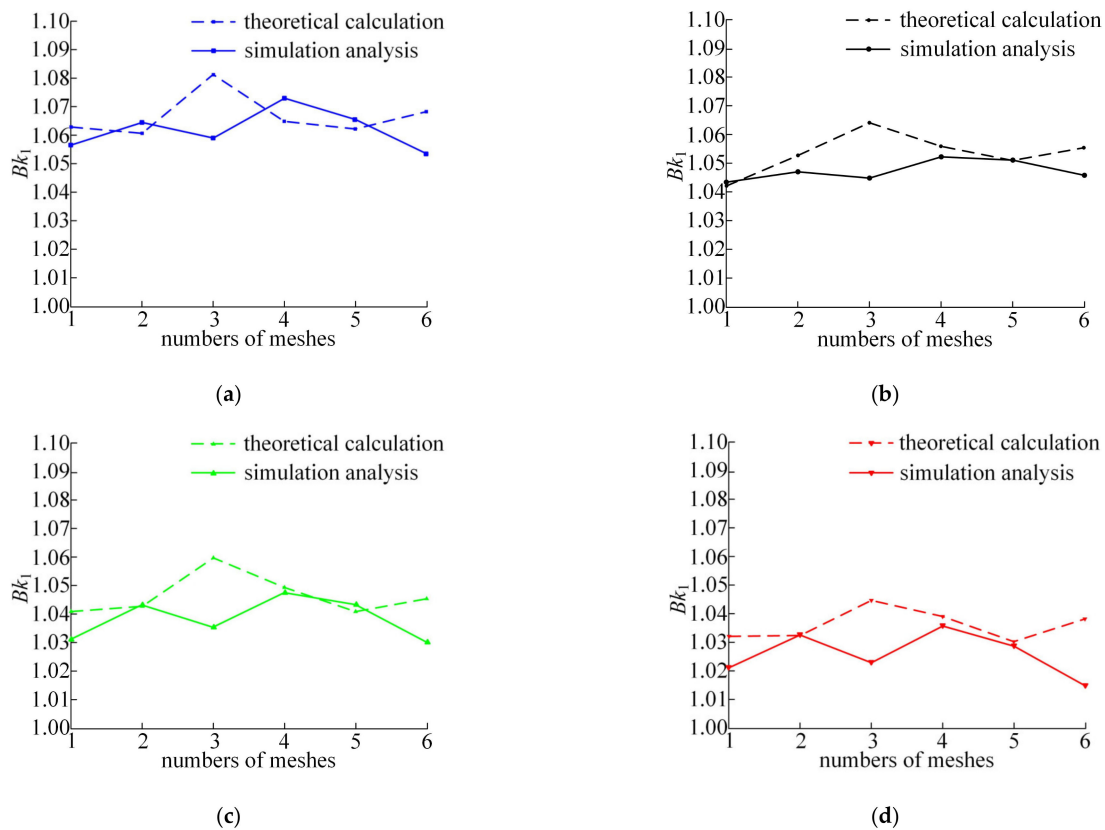 theoretical calculation
simulation analysis
1.10
1.09
1.08
1.07
1.06
1.05
1.04
1.03
1.02
1.01
1.00
Bk₁
1 2 3 4 5 6
numbers of meshes
(a)
theoretical calculation
simulation analysis
1.10
1.09
1.08
1.07
1.06
1.05
1.04
1.03
1.02
1.01
1.00
Bk₁
1 2 3 4 5 6
numbers of meshes
(b)
theoretical calculation
simulation analysis
1.10
1.09
1.08
1.07
1.06
1.05
1.04
1.03
1.02
1.01
1.00
Bk₁
1 2 3 4 5 6
numbers of meshes
(c)
theoretical calculation
simulation analysis
1.10
1.09
1.08
1.07
1.06
1.05
1.04
1.03
1.02
1.01
1.00
Bk₁
1 2 3 4 5 6
numbers of meshes
(d)